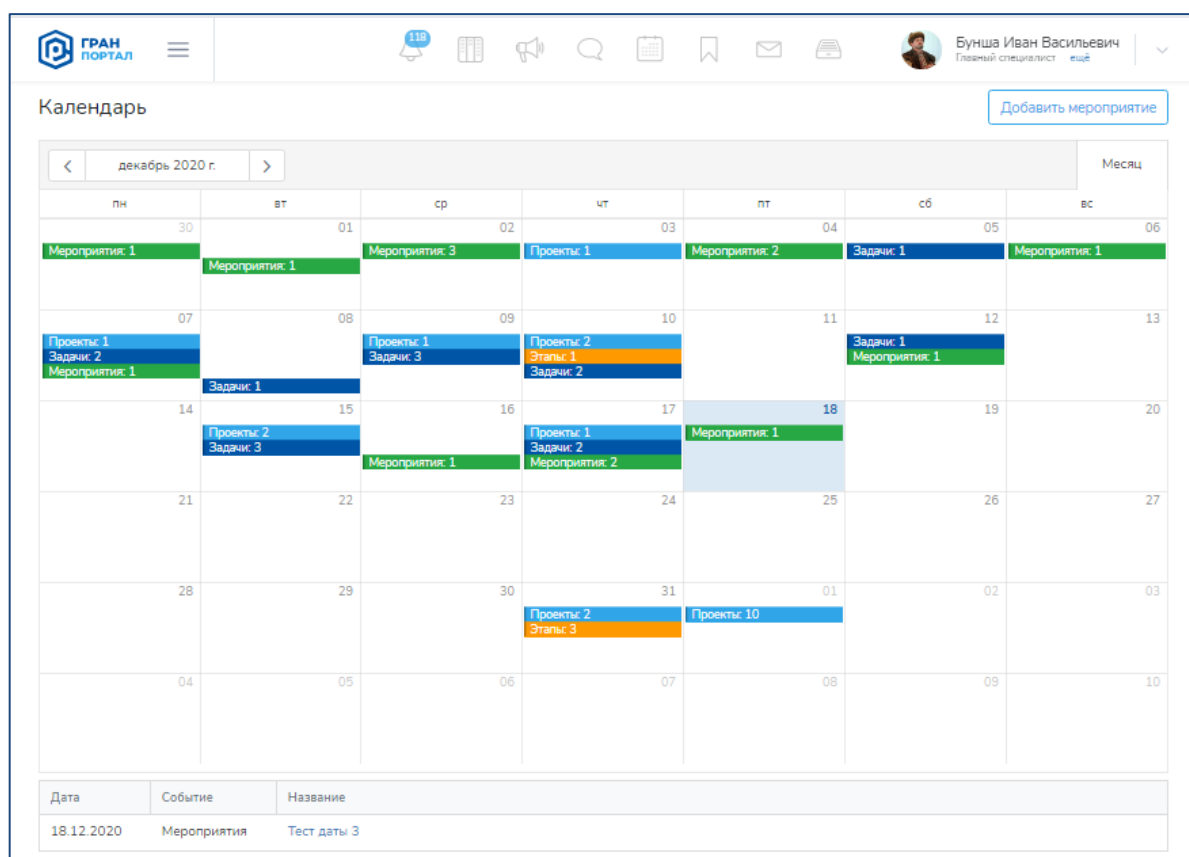 ГРАН
ПОРТАЛ
118
Бунша Иван Васильевич
Главный специалист ещё
Календарь
Добавить мероприятие
декабрь 2020 г.
Месяц
пн вт ср чт пт сб вс
30 01 02 03 04 05 06
Мероприятия: 1 Мероприятия: 3 Проекты: 1 Мероприятия: 2 Задачи: 1 Мероприятия: 1
Мероприятия: 1
07 08 09 10 11 12 13
Проекты: 1 Проекты: 1 Проекты: 2 Задачи: 1
Задачи: 2 Задачи: 3 Этапы: 1 Мероприятия: 1
Мероприятия: 1 Задачи: 2
Задачи: 1
14 15 16 17 18 19 20
Проекты: 2 Проекты: 1 Мероприятия: 1
Задачи: 3 Задачи: 2
Мероприятия: 1 Мероприятия: 2
21 22 23 24 25 26 27
28 29 30 31 01 02 03
Проекты: 2 Проекты: 10
Этапы: 3
04 05 06 07 08 09 10
Дата Событие Название
18.12.2020 Мероприятия Тест даты 3